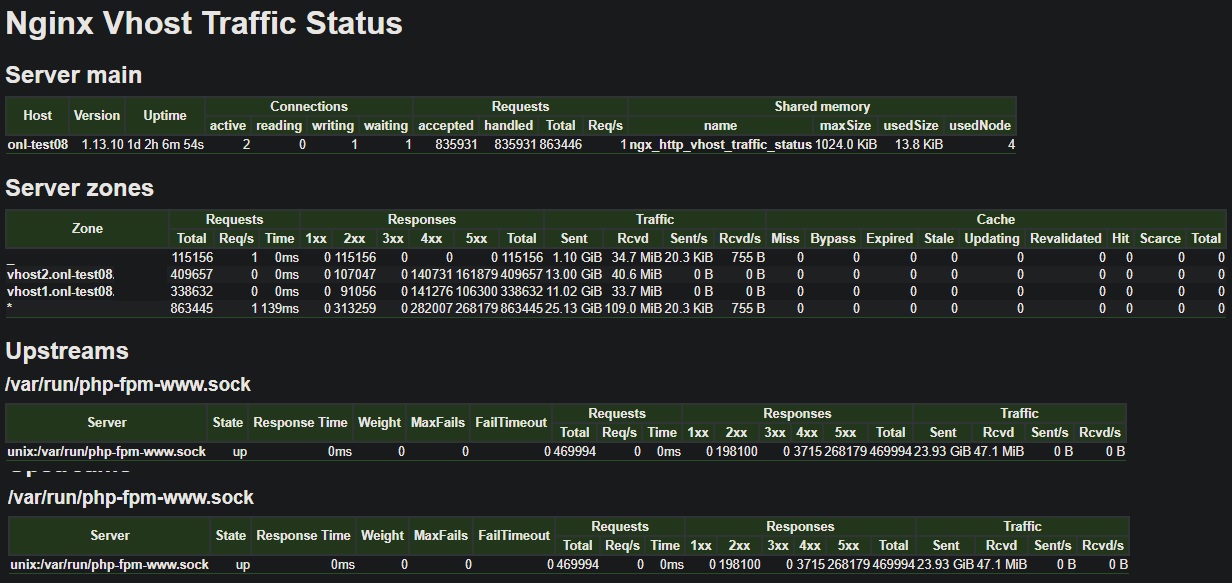 Nginx Vhost Traffic Status
Server main
Host Version Uptime Connections Requests Shared memory
active reading writing waiting accepted handled Total Req/s name maxSize usedSize usedNode
onl-test08 1.13.10 1d 2h 6m 54s 2 0 1 1 835931 835931 863446 1 ngx_http_vhost_traffic_status 1024.0 KiB 13.8 KiB 4
Server zones
Zone Requests Responses Traffic Cache
Total Req/s Time 1xx 2xx 3xx 4xx 5xx Total Sent Rcvd Sent/s Rcvd/s Miss Bypass Expired Stale Updating Revalidated Hit Scarce Total
_ 115156 1 0ms 0 115156 0 0 0 115156 1.10 GiB 34.7 MiB 20.3 KiB 755 B 0 0 0 0 0 0 0 0 0
vhost2.onl-test08. 409657 0 0ms 0 107047 0 140731 161879 409657 13.00 GiB 40.6 MiB 0 B 0 B 0 0 0 0 0 0 0 0 0
vhost1.onl-test08. 338632 0 0ms 0 91056 0 141276 106300 338632 11.02 GiB 33.7 MiB 0 B 0 B 0 0 0 0 0 0 0 0 0
* 863445 1 139ms 0 313259 0 282007 268179 863445 25.13 GiB 109.0 MiB 20.3 KiB 755 B 0 0 0 0 0 0 0 0 0
Upstreams
/var/run/php-fpm-www.sock
Server State Response Time Weight MaxFails FailTimeout Requests Responses Traffic
Total Req/s Time 1xx 2xx 3xx 4xx 5xx Total Sent Rcvd Sent/s Rcvd/s
unix:/var/run/php-fpm-www.sock up 0ms 0 0 0 469994 0 0ms 0 198100 0 3715 268179 469994 23.93 GiB 47.1 MiB 0 B 0 B
/var/run/php-fpm-www.sock
Server State Response Time Weight MaxFails FailTimeout Requests Responses Traffic
Total Req/s Time 1xx 2xx 3xx 4xx 5xx Total Sent Rcvd Sent/s Rcvd/s
unix:/var/run/php-fpm-www.sock up 0ms 0 0 0 469994 0 0ms 0 198100 0 3715 268179 469994 23.93 GiB 47.1 MiB 0 B 0 B